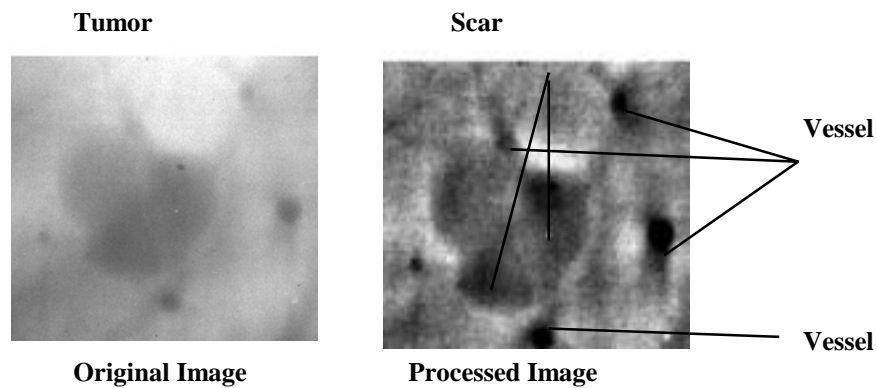 Tumor
Scar
Vessel
Vessel
Original Image
Processed Image